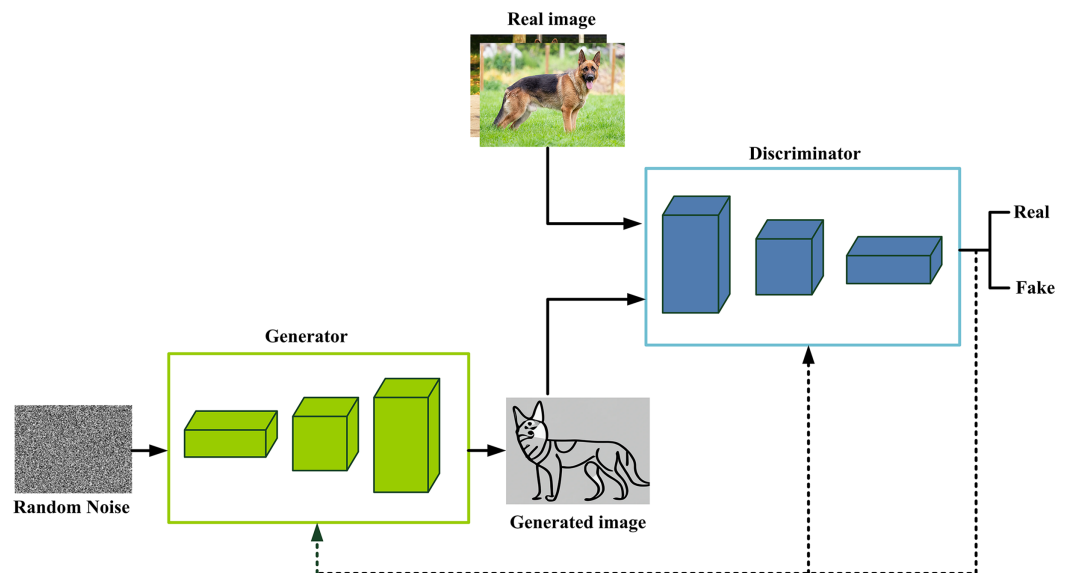 Real image
Discriminator
Real
Fake
Generator
Random Noise
Generated image